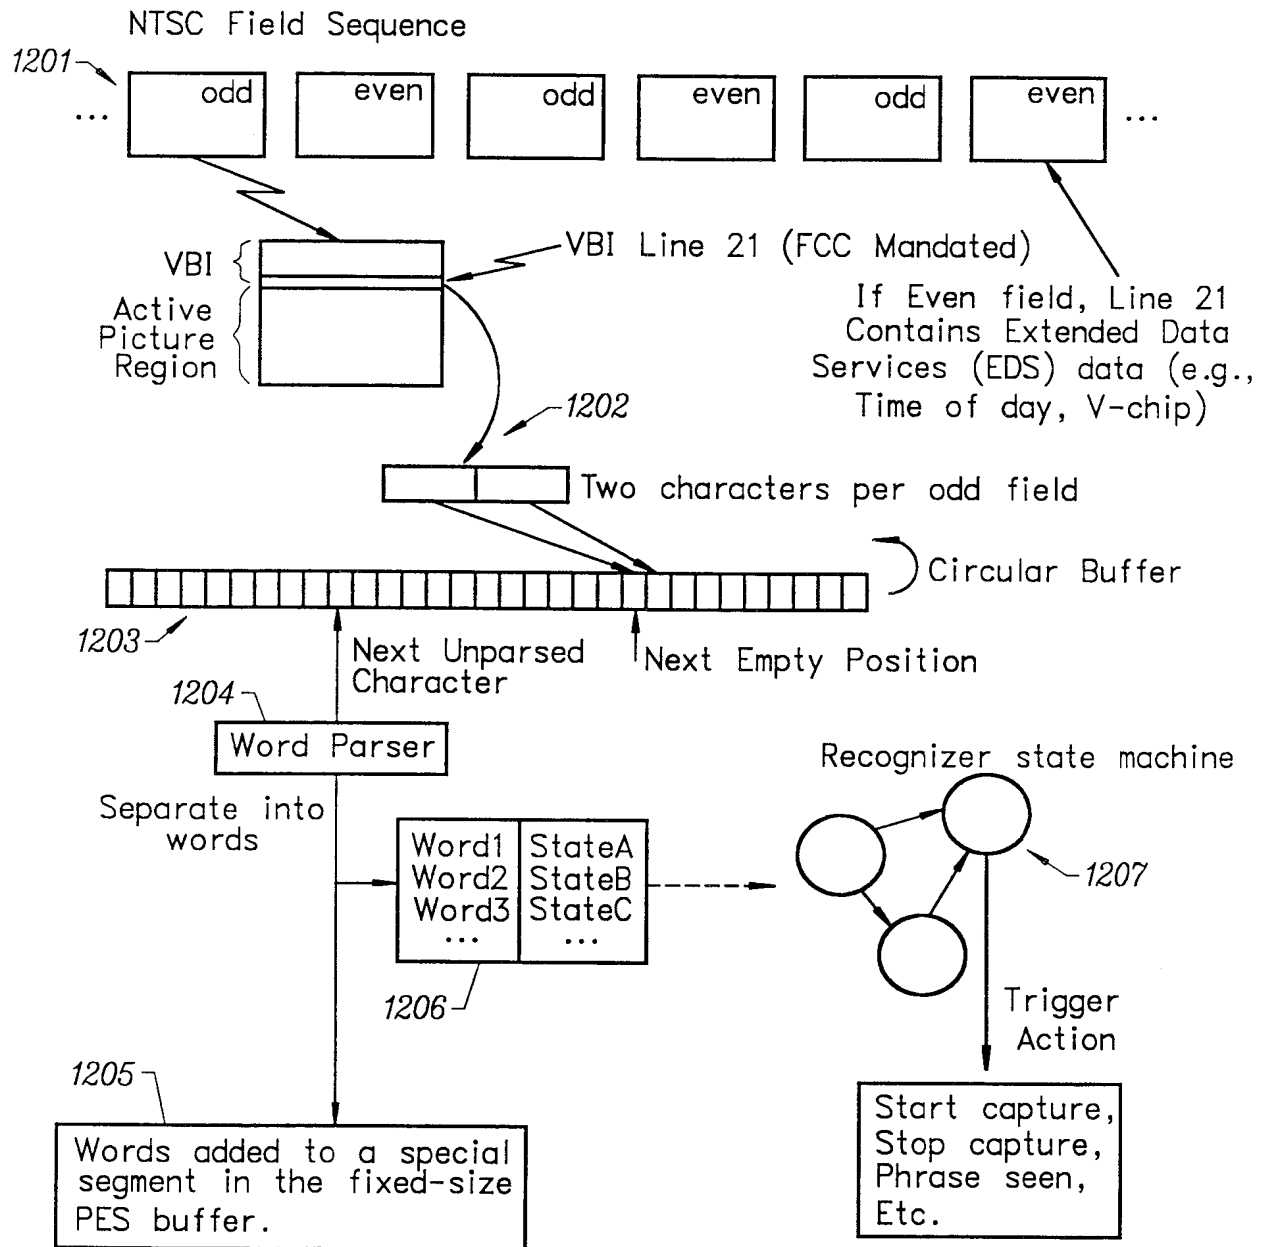 NTSC Field Sequence
1201
... odd even odd even odd even ...
VBI
VBI Line 21 (FCC Mandated)
Active
Picture
Region
If Even field, Line 21
Contains Extended Data
Services (EDS) data (e.g.,
Time of day, V-chip)
1202
Two characters per odd field
Circular Buffer
1203
Next Unparsed
Character
Next Empty Position
1204
Word Parser
Separate into
words
Word1 StateA
Word2 StateB
Word3 StateC
... ...
1206
Recognizer state machine
1207
Trigger
Action
1205
Words added to a special
segment in the fixed-size
PES buffer.
Start capture,
Stop capture,
Phrase seen,
Etc.